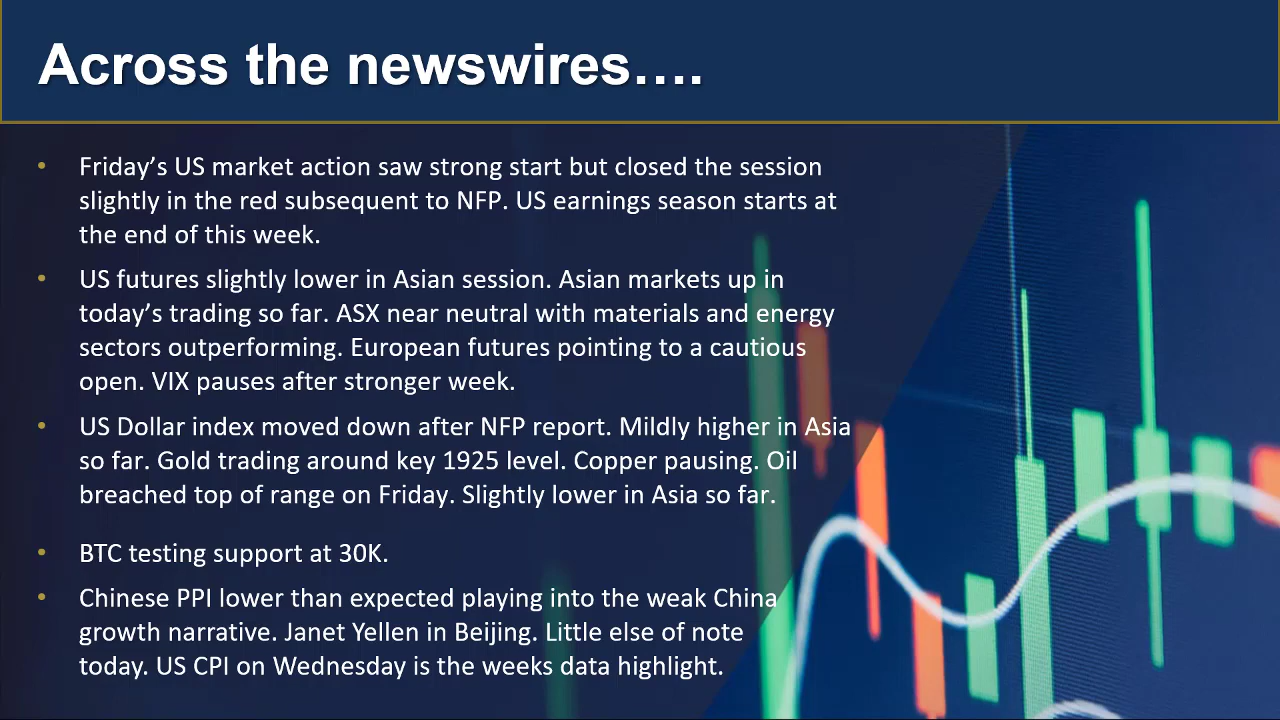 Across the newswires….
• Friday’s US market action saw strong start but closed the session
slightly in the red subsequent to NFP. US earnings season starts at
the end of this week.
• US futures slightly lower in Asian session. Asian markets up in
today’s trading so far. ASX near neutral with materials and energy
sectors outperforming. European futures pointing to a cautious
open. VIX pauses after stronger week.
• US Dollar index moved down after NFP report. Mildly higher in Asia
so far. Gold trading around key 1925 level. Copper pausing. Oil
breached top of range on Friday. Slightly lower in Asia so far.
• BTC testing support at 30K.
• Chinese PPI lower than expected playing into the weak China
growth narrative. Janet Yellen in Beijing. Little else of note
today. US CPI on Wednesday is the weeks data highlight.